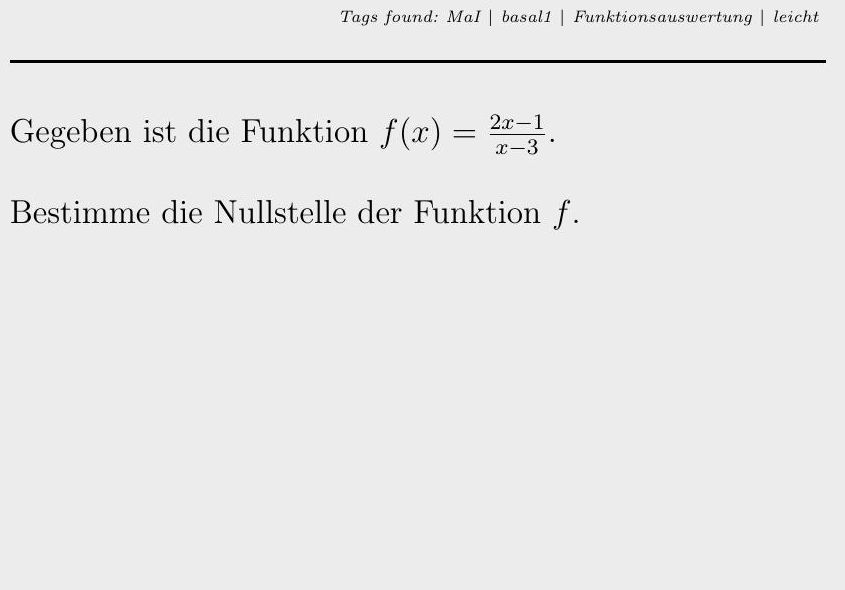 Tags found: MaI | basal1 | Funktionsauswertung | leicht
Gegeben ist die Funktion $f(x) = \frac{2x-1}{x-3}$.
Bestimme die Nullstelle der Funktion $f$.